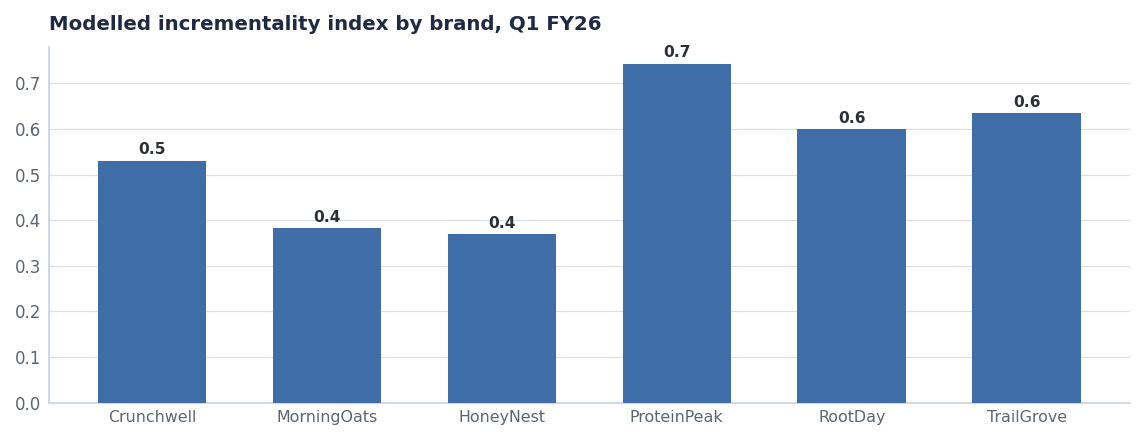 Modelled incrementality index by brand, Q1 FY26
0.7
0.6
0.5
0.4
0.3
0.2
0.1
0.0
0.5
0.4
0.4
0.7
0.6
0.6
Crunchwell
MorningOats
HoneyNest
ProteinPeak
RootDay
TrailGrove